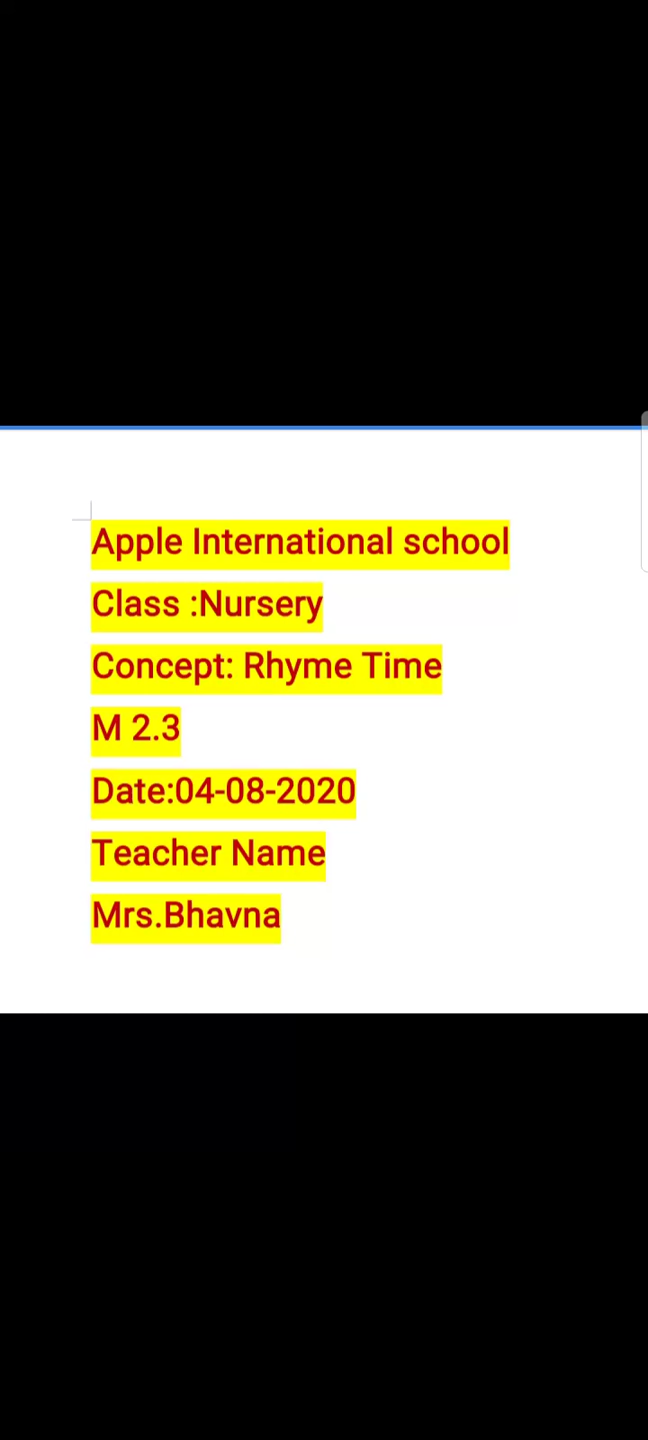 Apple International school
Class :Nursery
Concept: Rhyme Time
M 2.3
Date:04-08-2020
Teacher Name
Mrs.Bhavna